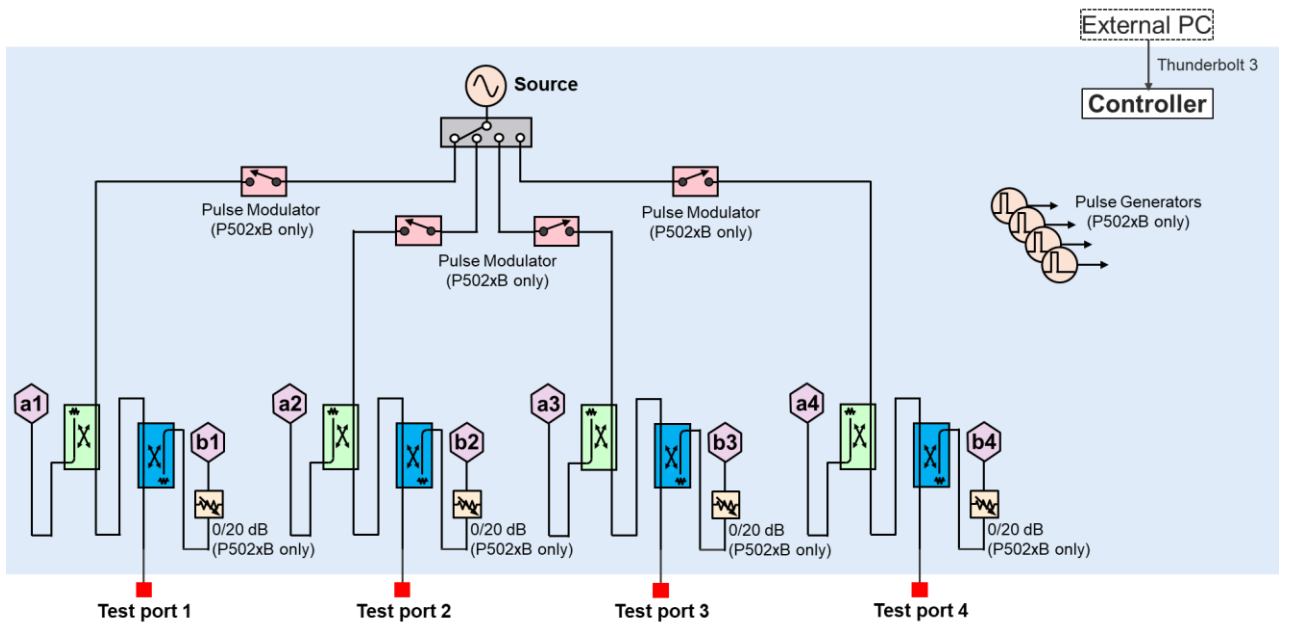 External PC
Thunderbolt 3
Controller
Source
Pulse Modulator
(P502xB only)
Pulse Modulator
(P502xB only)
Pulse Modulator
(P502xB only)
Pulse Generators
(P502xB only)
a1
b1
0/20 dB
(P502xB only)
a2
b2
0/20 dB
(P502xB only)
a3
b3
0/20 dB
(P502xB only)
a4
b4
0/20 dB
(P502xB only)
Test port 1
Test port 2
Test port 3
Test port 4